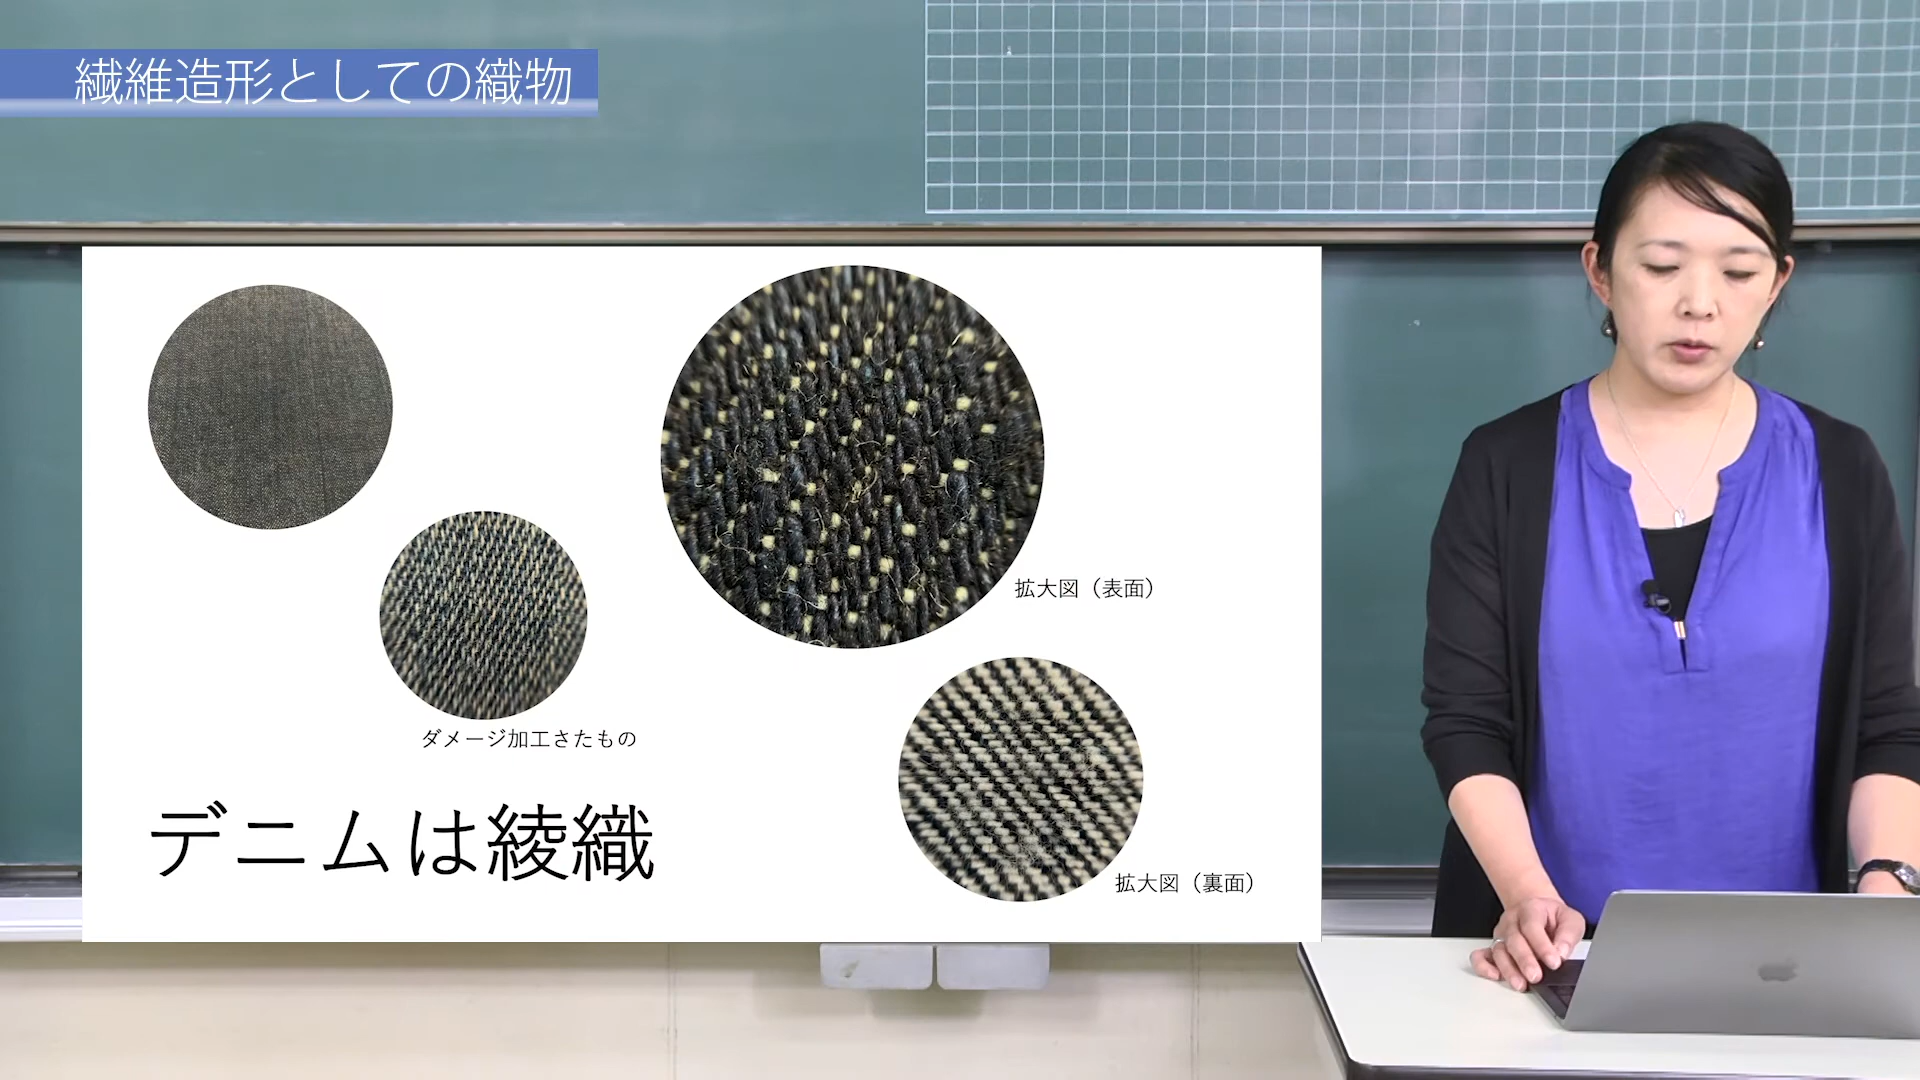 繊維造形としての織物
拡大図（表面）
ダメージ加工さたもの
デニムは綾織
拡大図（裏面）